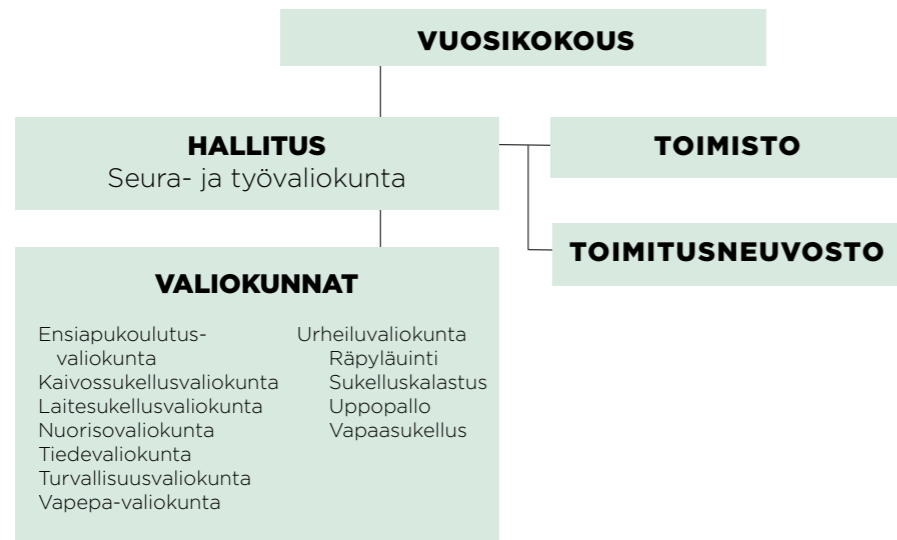 VUOSIKOKOUS
HALLITUS
Seura- ja työvaliokunta
TOIMISTO
TOIMITUSNEUVOSTO
VALIOKUNNAT
Ensiapukoulutus-
valiokunta
Kaivossukellusvaliokunta
Laitesukellusvaliokunta
Nuorisovaliokunta
Tiedevaliokunta
Turvallisuusvaliokunta
Vapepa-valiokunta
Urheiluvaliokunta
Räpyläuinti
Sukelluskalastus
Uppopallo
Vapaasukellus